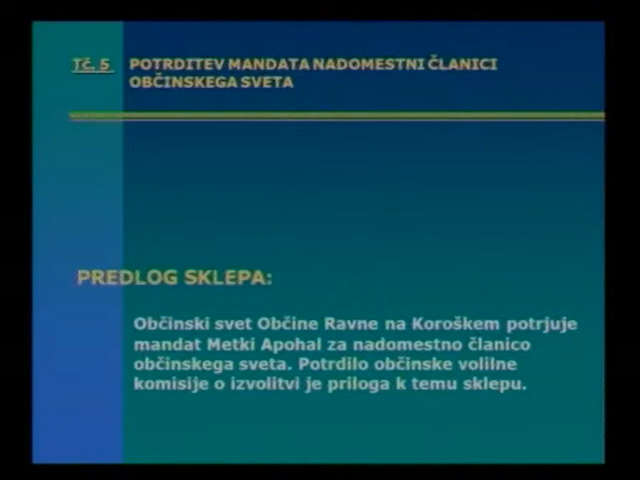 Tč. 5 POTRDITEV MANDATA NADOMESTNI ČLANICI
OBČINSKEGA SVETA
PREDLOG SKLEPA:
Občinski svet Občine Ravne na Koroškem potrjuje
mandat Metki Apohal za nadomestno članico
občinskega sveta. Potrdilo občinske volilne
komisije o izvolitvi je priloga k temu sklepu.